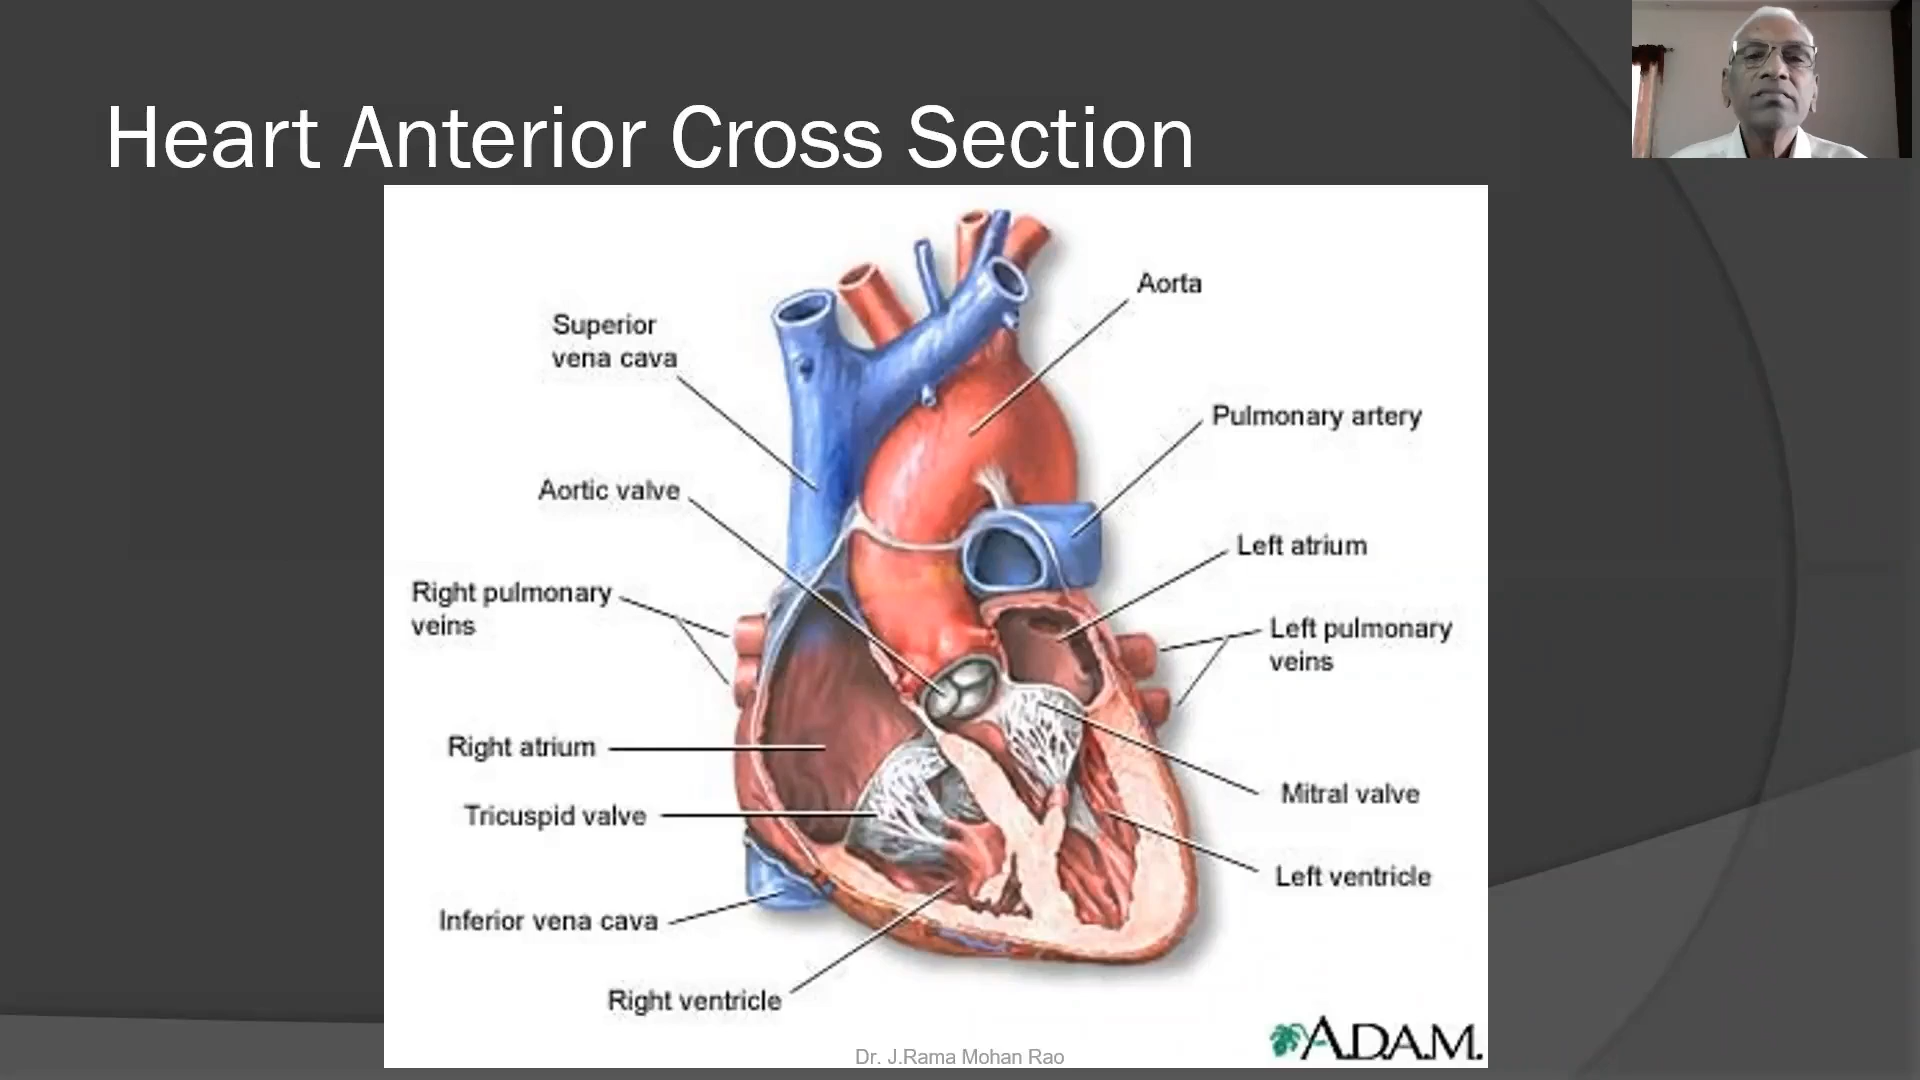 Heart Anterior Cross Section
Aorta
Superior
vena cava
Pulmonary artery
Aortic valve
Left atrium
Right pulmonary
veins
Left pulmonary
veins
Right atrium
Mitral valve
Tricuspid valve
Left ventricle
Inferior vena cava
Right ventricle
A.D.A.M.
Dr. J.Rama Mohan Rao